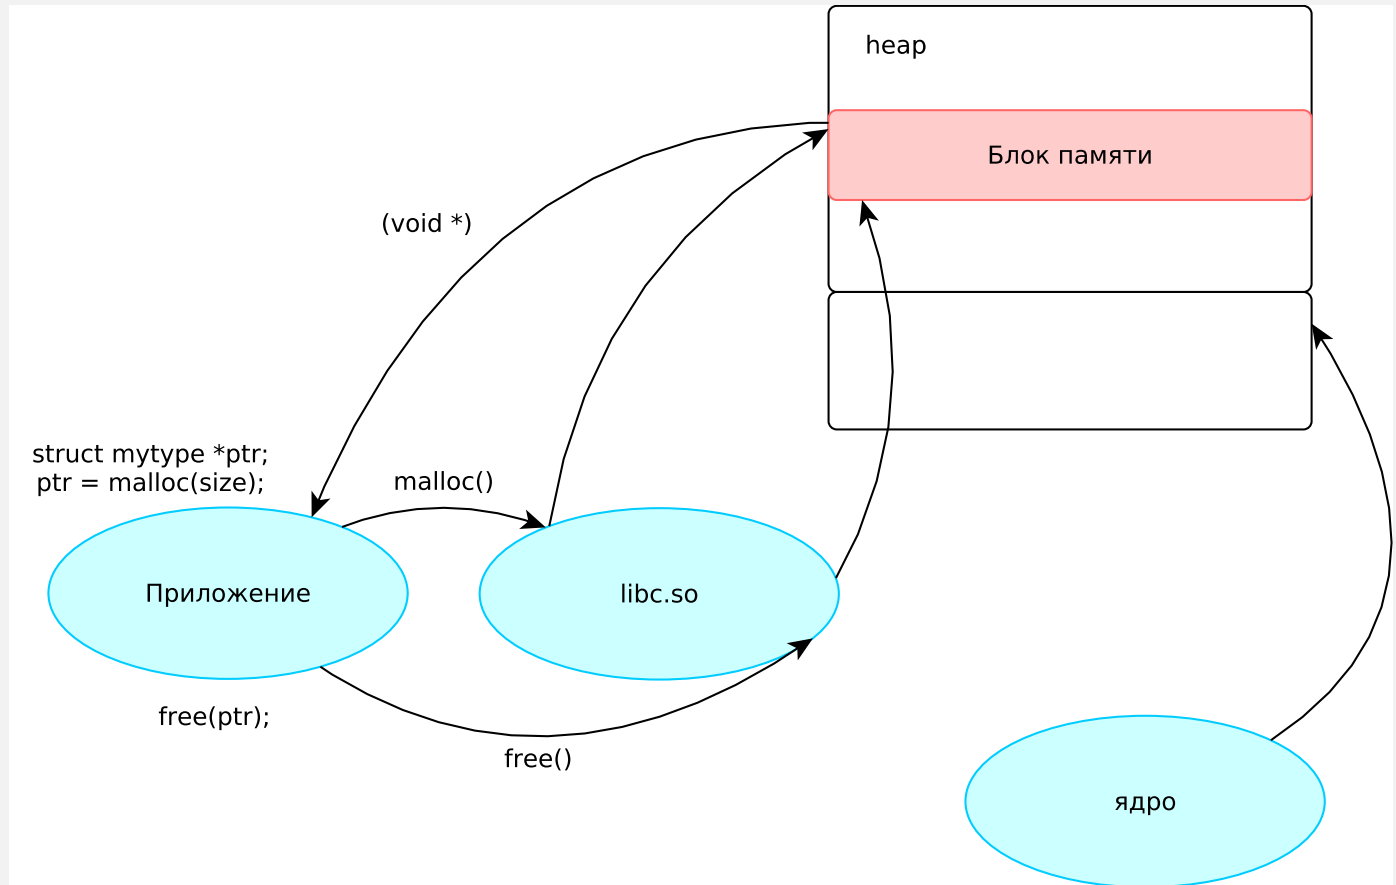 heap
Блок памяти
(void *)
struct mytype *ptr;
ptr = malloc(size);
malloc()
Приложение
libc.so
free(ptr);
free()
ядро